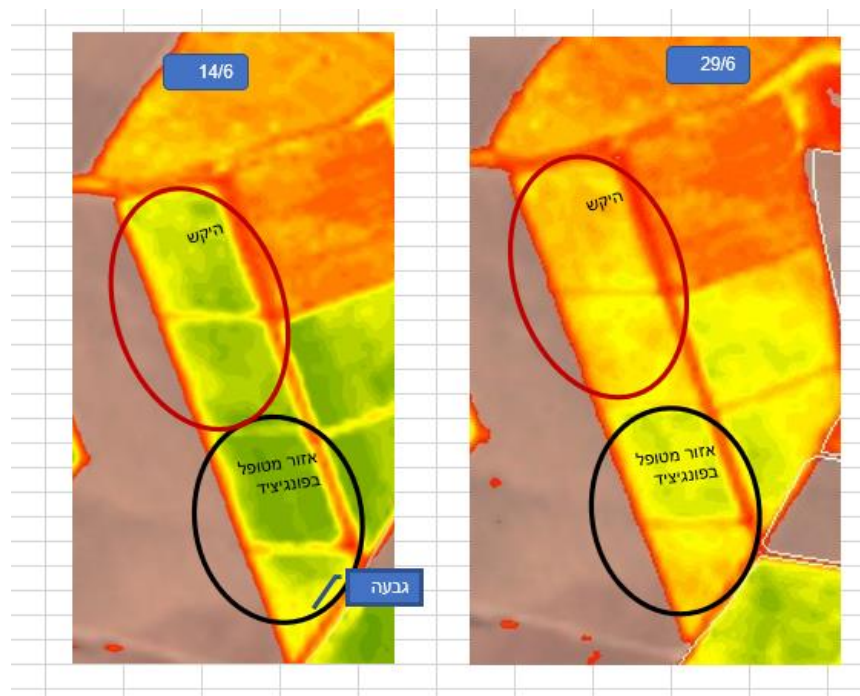 14/6
היקש
אזור מטופל
בפונגיציד
גבעה
29/6
היקש
אזור מטופל
בפונגיציד